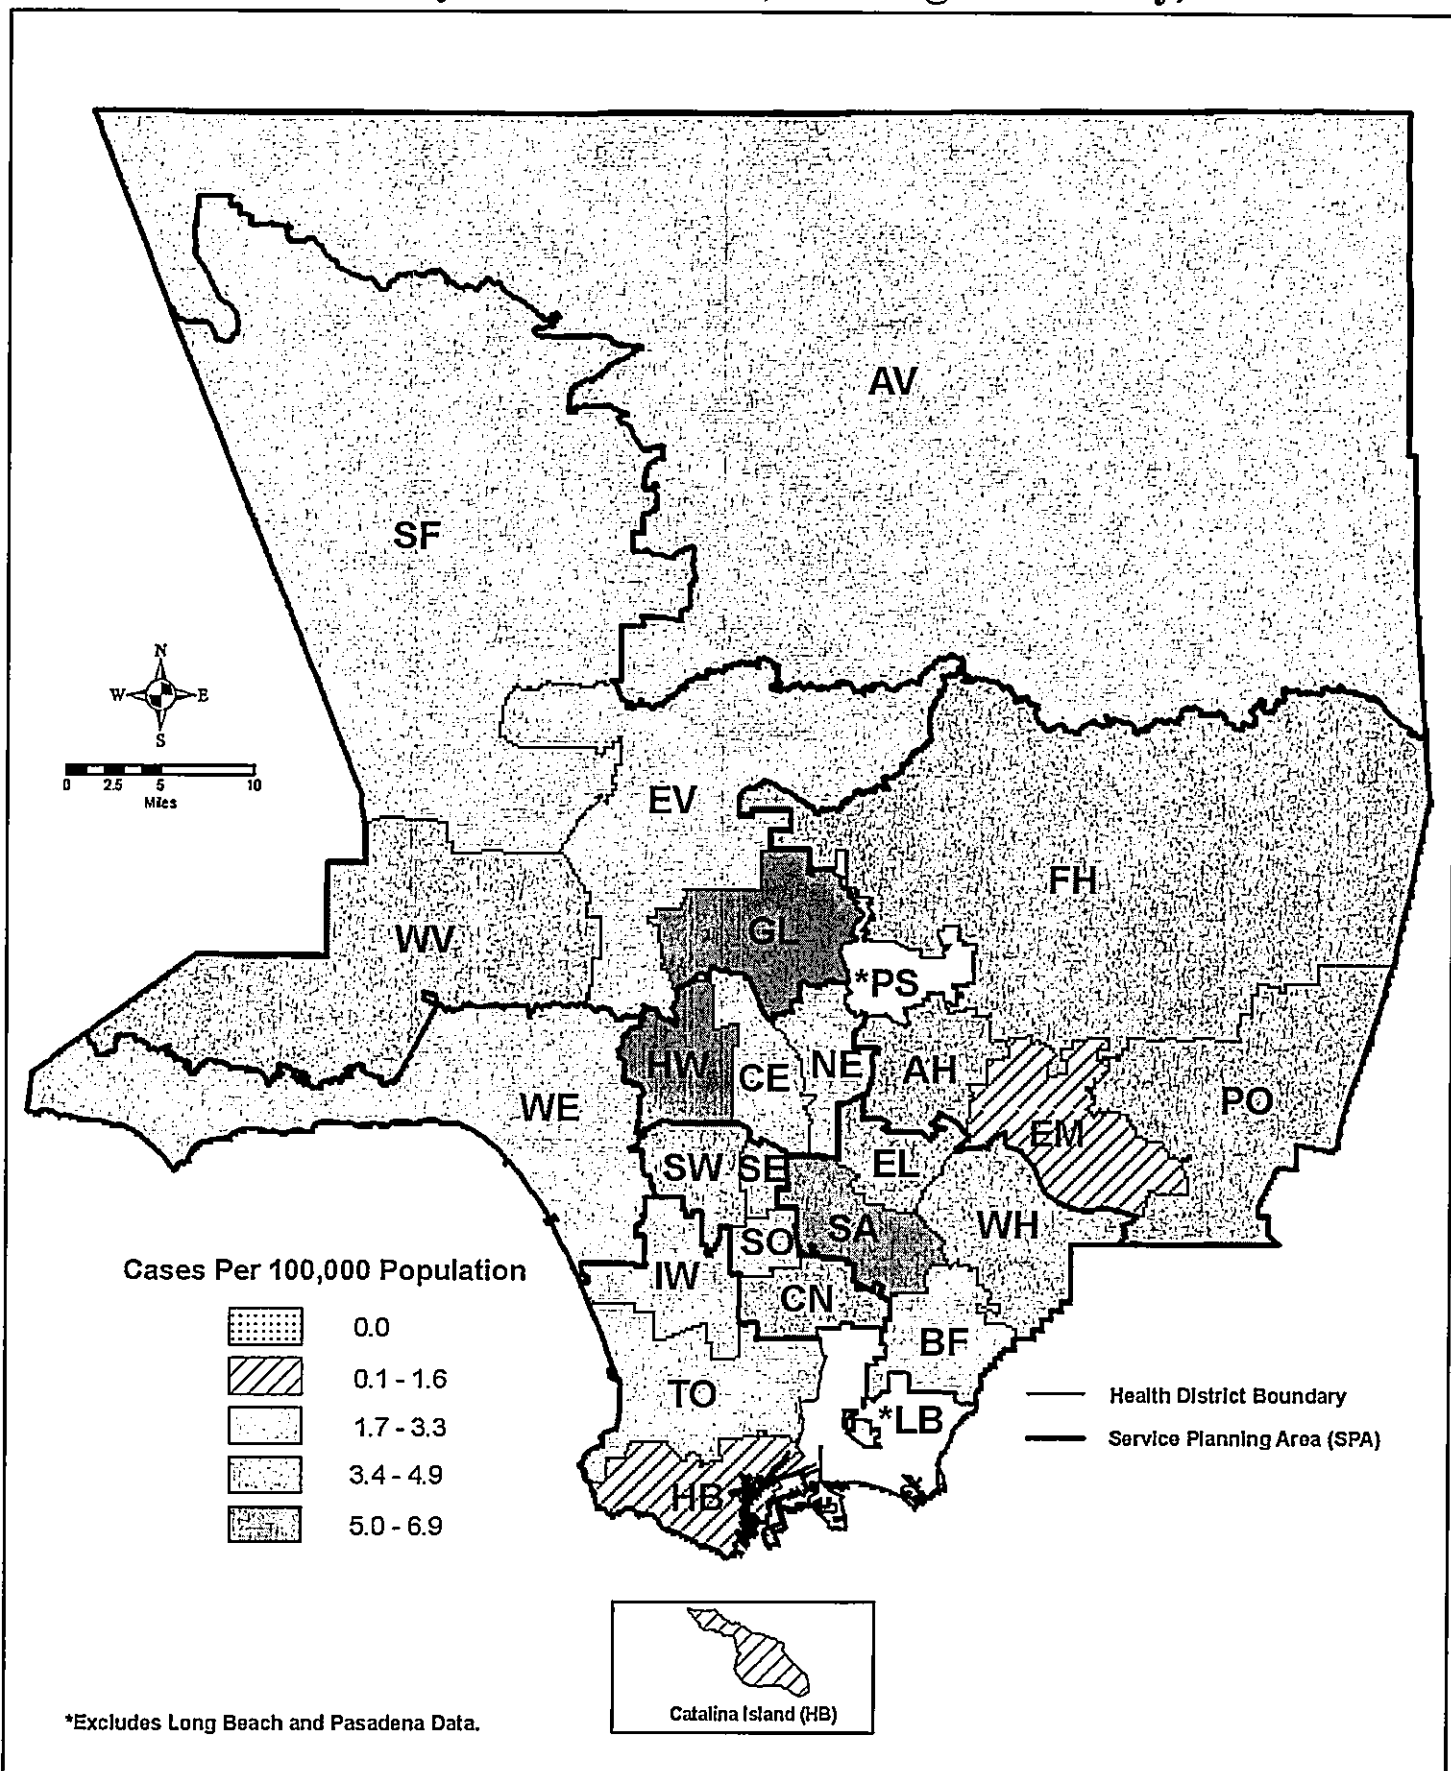 AV
SF
N
W E
S
0 2.5 5 10
Miles
EV
FH
WV
GL
*PS
HW
CE
NE
AH
WE
PO
EM
SW
SE
EL
SA
WH
SO
IW
CN
BF
TO
*LB
HB
Cases Per 100,000 Population
0.0
0.1 - 1.6
1.7 - 3.3
3.4 - 4.9
5.0 - 6.9
Health District Boundary
Service Planning Area (SPA)
Catalina Island (HB)
*Excludes Long Beach and Pasadena Data.